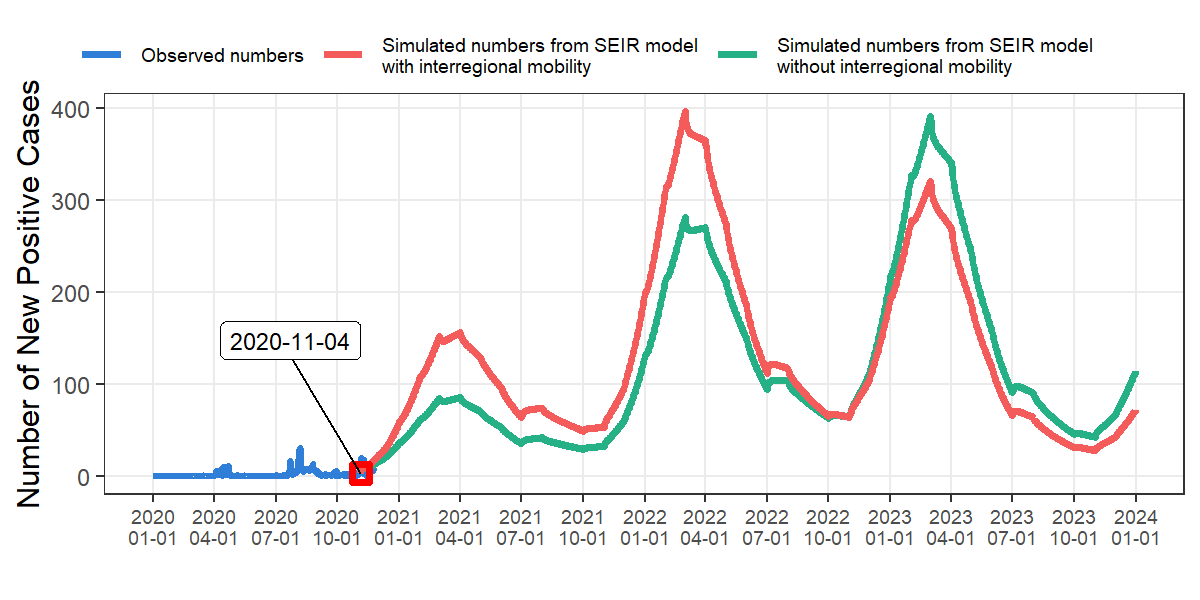 Observed numbers
Simulated numbers from SEIR model
with interregional mobility
Simulated numbers from SEIR model
without interregional mobility
Number of New Positive Cases
400
300
200
100
0
2020-11-04
2020 2020 2020 2020 2021 2021 2021 2021 2022 2022 2022 2022 2023 2023 2023 2023 2024
01-01 04-01 07-01 10-01 01-01 04-01 07-01 10-01 01-01 04-01 07-01 10-01 01-01 04-01 07-01 10-01 01-01